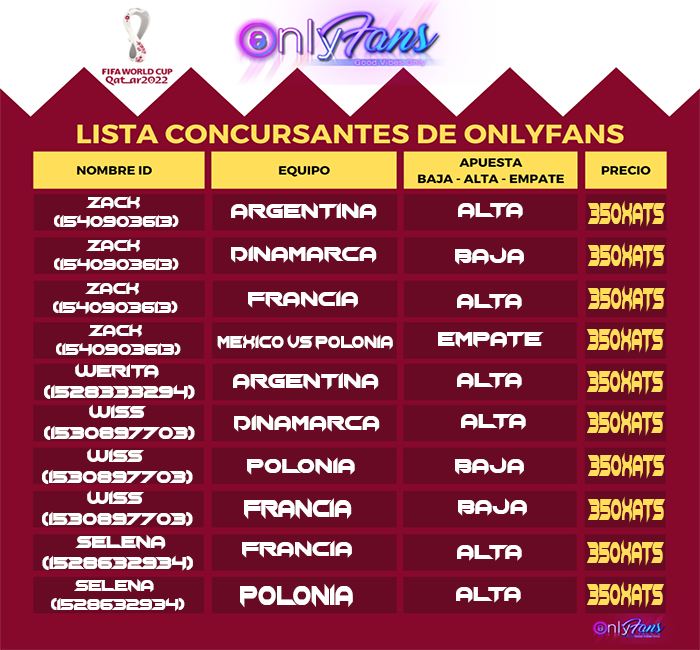 FIFA WORLD CUP
Qatar2022
OnlyFans
Good Vibes Only
LISTA CONCURSANTES DE ONLYFANS
NOMBRE ID EQUIPO APUESTA BAJA - ALTA - EMPATE PRECIO
ZACK (1540903613) ARGENTINA ALTA 350XATS
ZACK (1540903613) DINAMARCA BAJA 350XATS
ZACK (1540903613) FRANCIA ALTA 350XATS
ZACK (1540903613) MEXICO VS POLONIA EMPATE 350XATS
WERITA (1528333294) ARGENTINA ALTA 350XATS
WISS (1530897703) DINAMARCA ALTA 350XATS
WISS (1530897703) POLONIA BAJA 350XATS
WISS (1530897703) FRANCIA BAJA 350XATS
SELENA (1528632934) FRANCIA ALTA 350XATS
SELENA (1528632934) POLONIA ALTA 350XATS
OnlyFans